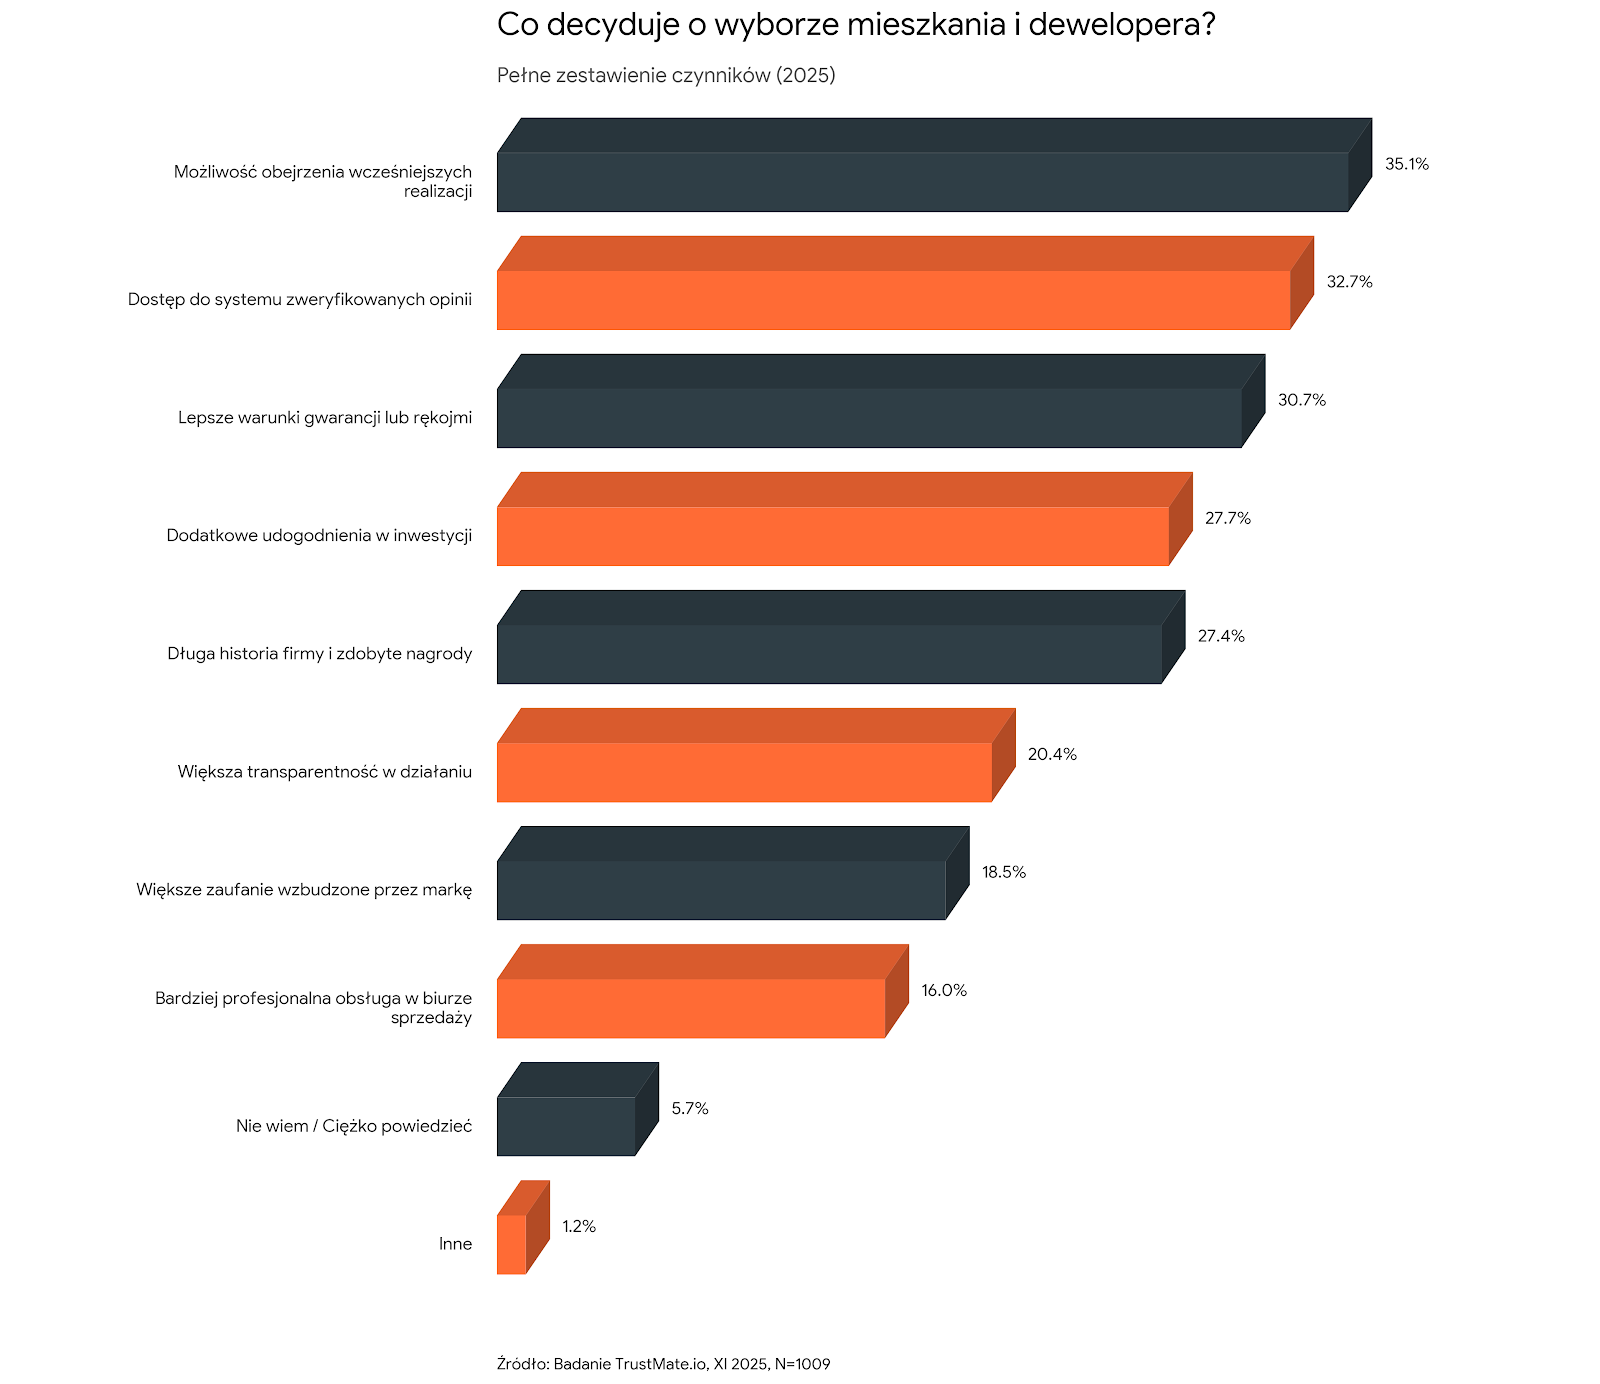 Co decyduje o wyborze mieszkania i dewelopera?
Pełne zestawienie czynników (2025)
Możliwość obejrzenia wcześniejszych
realizacji
35.1%
Dostęp do systemu zweryfikowanych opinii
32.7%
Lepsze warunki gwarancji lub rękojmi
30.7%
Dodatkowe udogodnienia w inwestycji
27.7%
Długa historia firmy i zdobyte nagrody
27.4%
Większa transparentność w działaniu
20.4%
Większe zaufanie wzbudzone przez markę
18.5%
Bardziej profesjonalna obsługa w biurze
sprzedaży
16.0%
Nie wiem / Ciężko powiedzieć
5.7%
Inne
1.2%
Źródło: Badanie TrustMate.io, XI 2025, N=1009